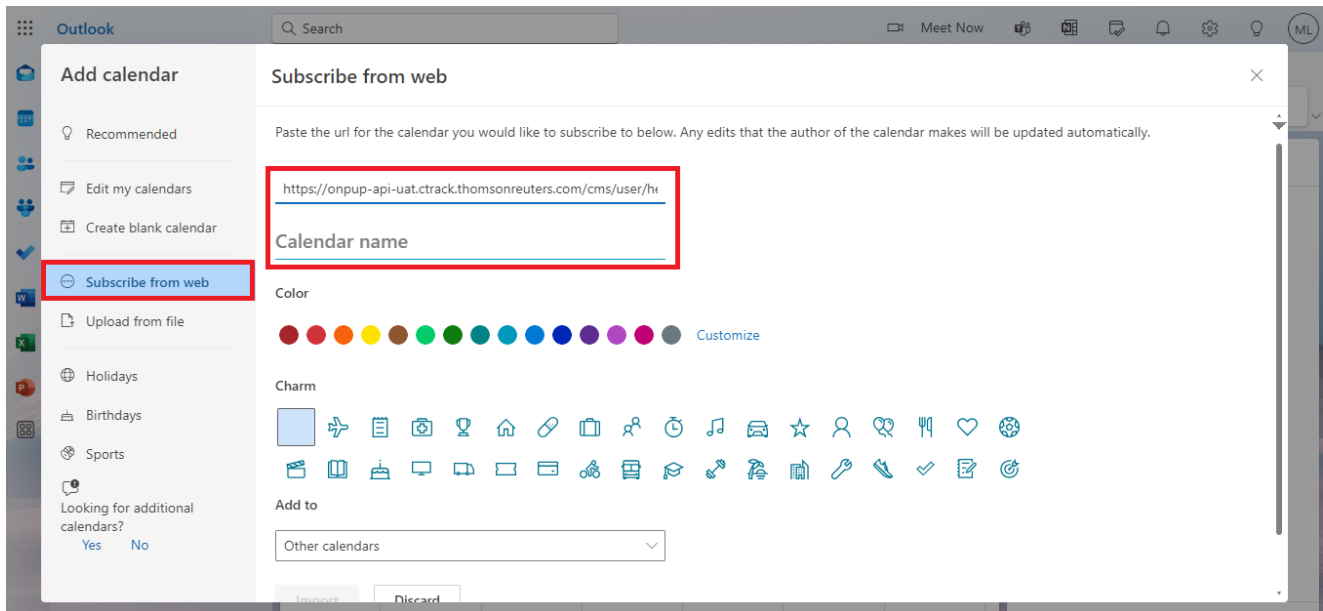 Outlook
Search
Meet Now
ML
Add calendar
Recommended
Edit my calendars
Create blank calendar
Subscribe from web
Upload from file
Holidays
Birthdays
Sports
Looking for additional
calendars?
Yes No
Subscribe from web
Paste the url for the calendar you would like to subscribe to below. Any edits that the author of the calendar makes will be updated automatically.
https://onpup-api-uat.ctrack.thomsonreuters.com/cms/user/he
Calendar name
Color
Customize
Charm
Add to
Other calendars
Import Discard